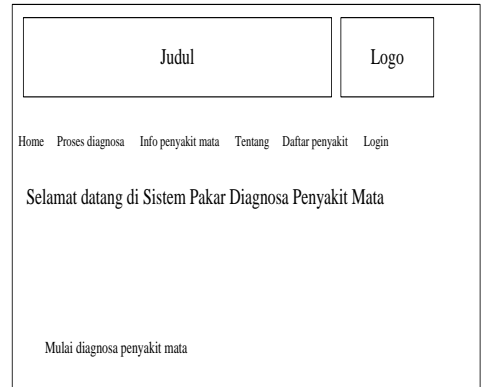 Judul
Logo
Home Proses diagnosa Info penyakit mata Tentang Daftar penyakit Login
Selamat datang di Sistem Pakar Diagnosa Penyakit Mata
Mulai diagnosa penyakit mata